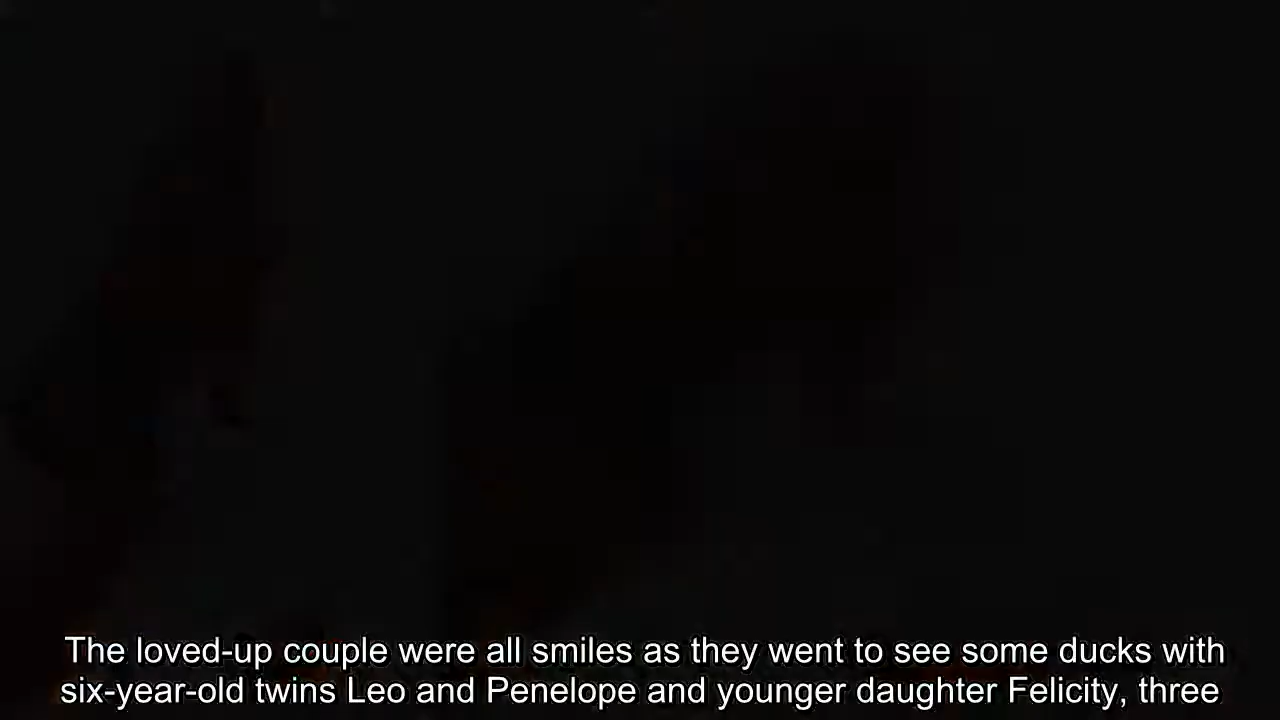 The loved-up couple were all smiles as they went to see some ducks with
six-year-old twins Leo and Penelope and younger daughter Felicity, three